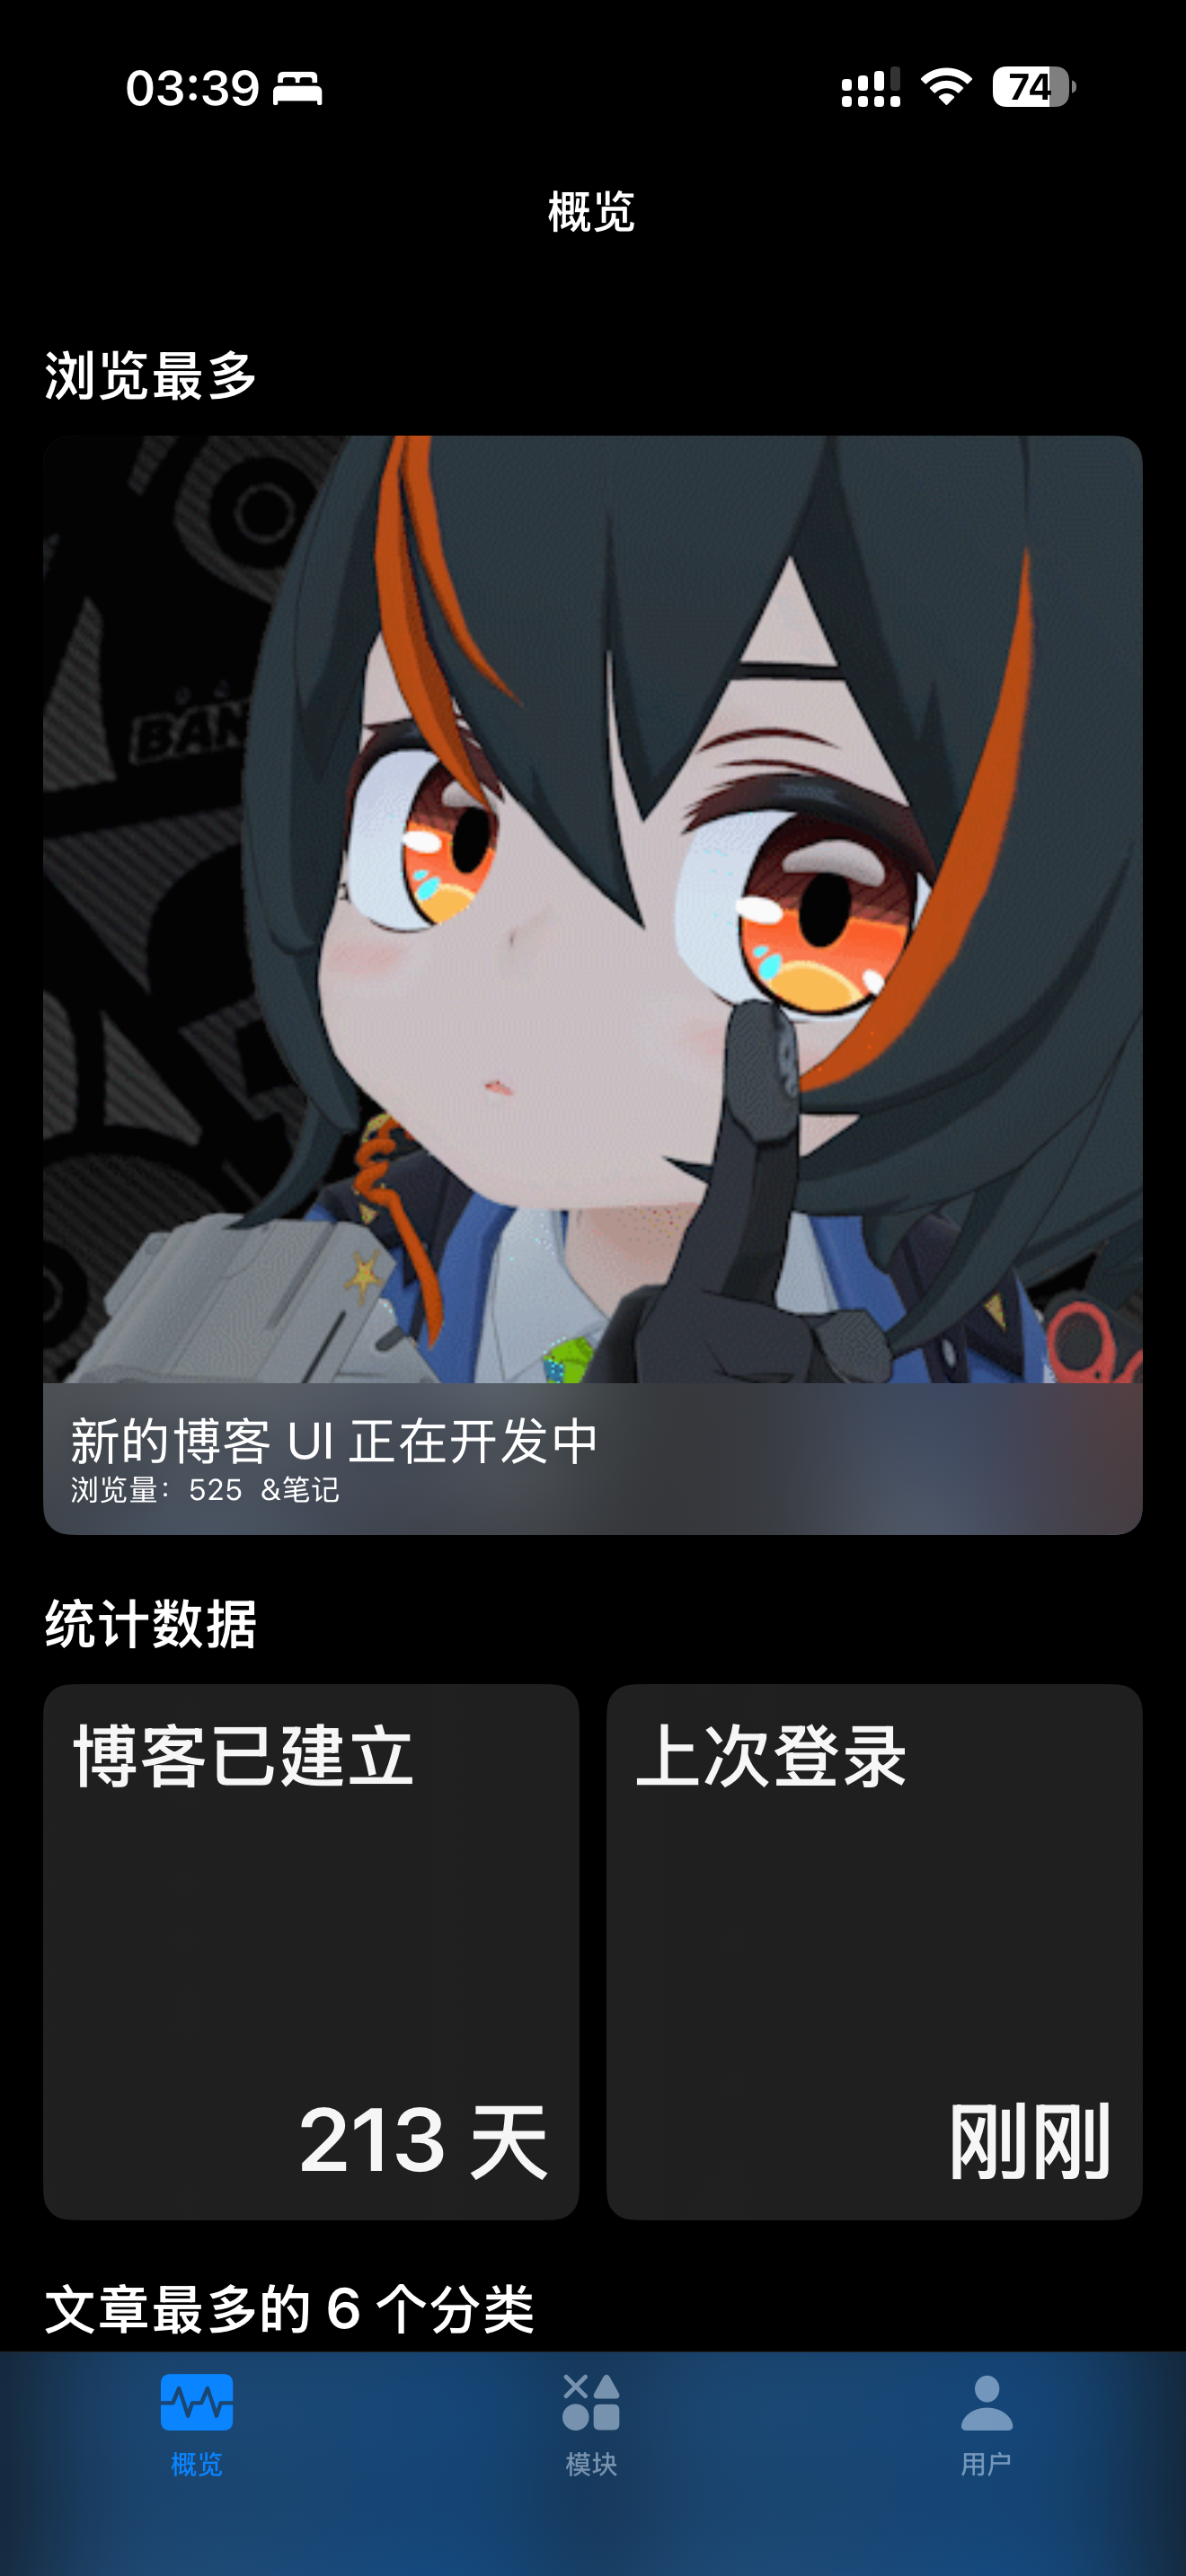 03:39
74
概览
浏览最多
BAN
新的博客 UI 正在开发中
浏览量：525 &笔记
统计数据
博客已建立
上次登录
213 天
刚刚
文章最多的 6 个分类
概览
模块
用户